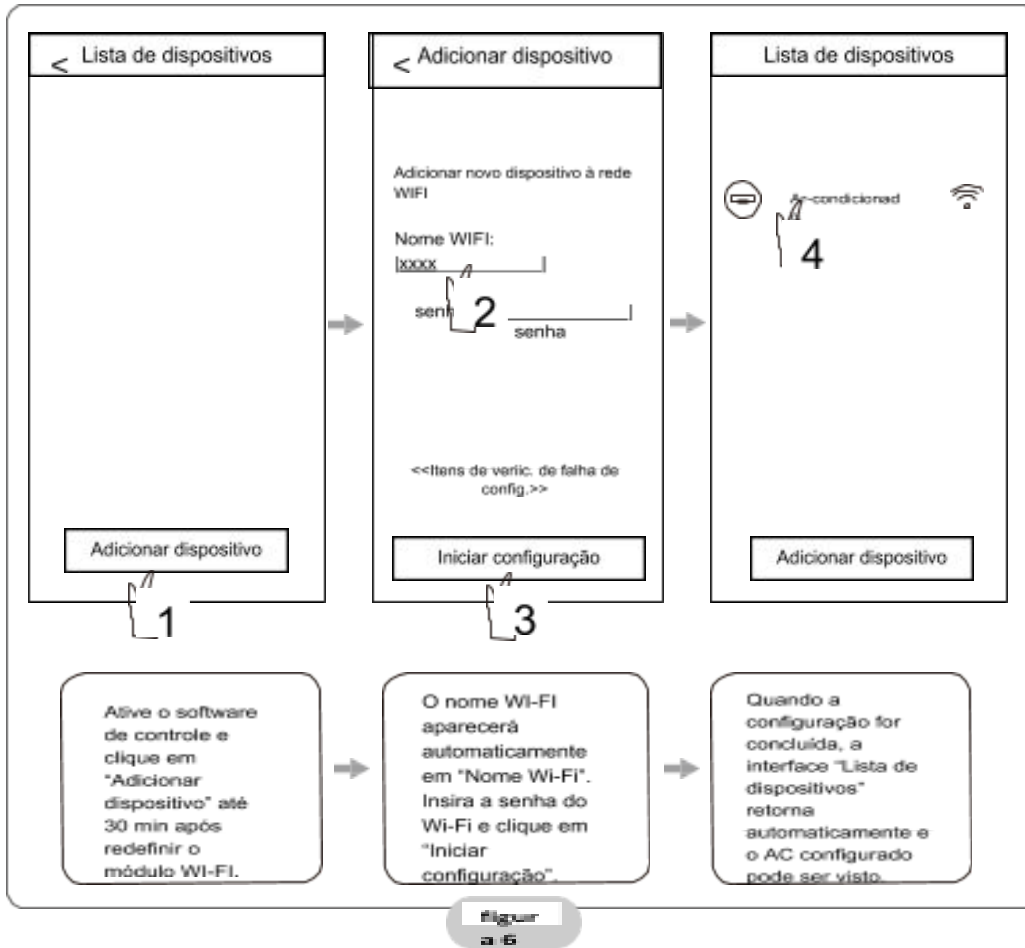 < Lista de dispositivos
Adicionar dispositivo
1
< Adicionar dispositivo
Adicionar novo dispositivo à rede
WIFI
Nome WIFI:
xxxx
2
senh
senha
<<Itens de veriic. de falha de
config.>>
Iniciar configuração
3
Lista de dispositivos
Ar-condicionad
4
Adicionar dispositivo
Ative o software
de controle e
clique em
"Adicionar
dispositivo" até
30 min após
redefinir o
módulo WI-FI.
O nome WI-FI
aparecerá
automaticamente
em "Nome Wi-Fi".
Insira a senha do
Wi-Fi e clique em
"Iniciar
configuração".
Quando a
configuração for
concluída, a
interface "Lista de
dispositivos"
retorna
automaticamente e
o AC configurado
pode ser visto.
figur
a 6